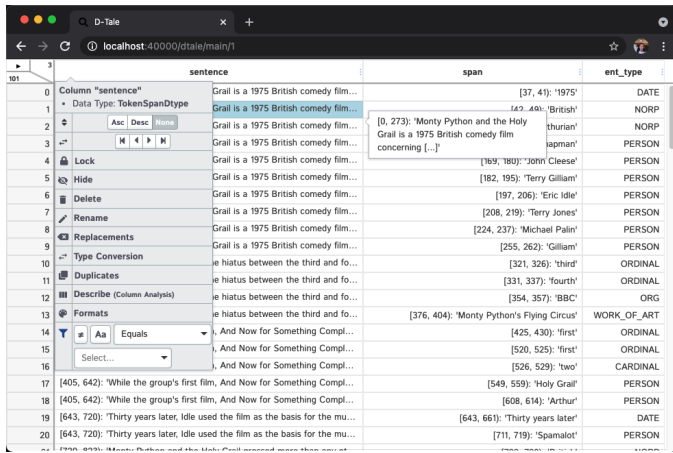 D-Tale
localhost:40000/dtale/main/1
3
101
sentence span ent_type
Column "sentence"
• Data Type: TokenSpanDtype
Asc Desc None
Lock
Hide
Delete
Rename
Replacements
Type Conversion
Duplicates
Describe (Column Analysis)
Formats
≠ Aa Equals
Select...
[0, 273): 'Monty Python and the Holy
Grail is a 1975 British comedy film
concerning [...]'
0 Grail is a 1975 British comedy film... [37, 41): '1975' DATE
1 Grail is a 1975 British comedy film... [42, 49): 'British' NORP
2 Grail is a 1975 British comedy film... thurian' NORP
3 Grail is a 1975 British comedy film... apman' PERSON
4 Grail is a 1975 British comedy film... [169, 180): 'John Cleese' PERSON
5 Grail is a 1975 British comedy film... [182, 195): 'Terry Gilliam' PERSON
6 Grail is a 1975 British comedy film... [197, 206): 'Eric Idle' PERSON
7 Grail is a 1975 British comedy film... [208, 219): 'Terry Jones' PERSON
8 Grail is a 1975 British comedy film... [224, 237): 'Michael Palin' PERSON
9 Grail is a 1975 British comedy film... [255, 262): 'Gilliam' PERSON
10 e hiatus between the third and fo... [321, 326): 'third' ORDINAL
11 e hiatus between the third and fo... [331, 337): 'fourth' ORDINAL
12 e hiatus between the third and fo... [354, 357): 'BBC' ORG
13 e hiatus between the third and fo... [376, 404): 'Monty Python's Flying Circus' WORK_OF_ART
14 , And Now for Something Compl... [425, 430): 'first' ORDINAL
15 , And Now for Something Compl... [520, 525): 'first' ORDINAL
16 , And Now for Something Compl... [526, 529): 'two' CARDINAL
17 [405, 642): 'While the group's first film, And Now for Something Compl... [549, 559): 'Holy Grail' PERSON
18 [405, 642): 'While the group's first film, And Now for Something Compl... [608, 614): 'Arthur' PERSON
19 [643, 720): 'Thirty years later, Idle used the film as the basis for the mu... [643, 661): 'Thirty years later' DATE
20 [643, 720): 'Thirty years later, Idle used the film as the basis for the mu... [711, 719): 'Spamalot' PERSON